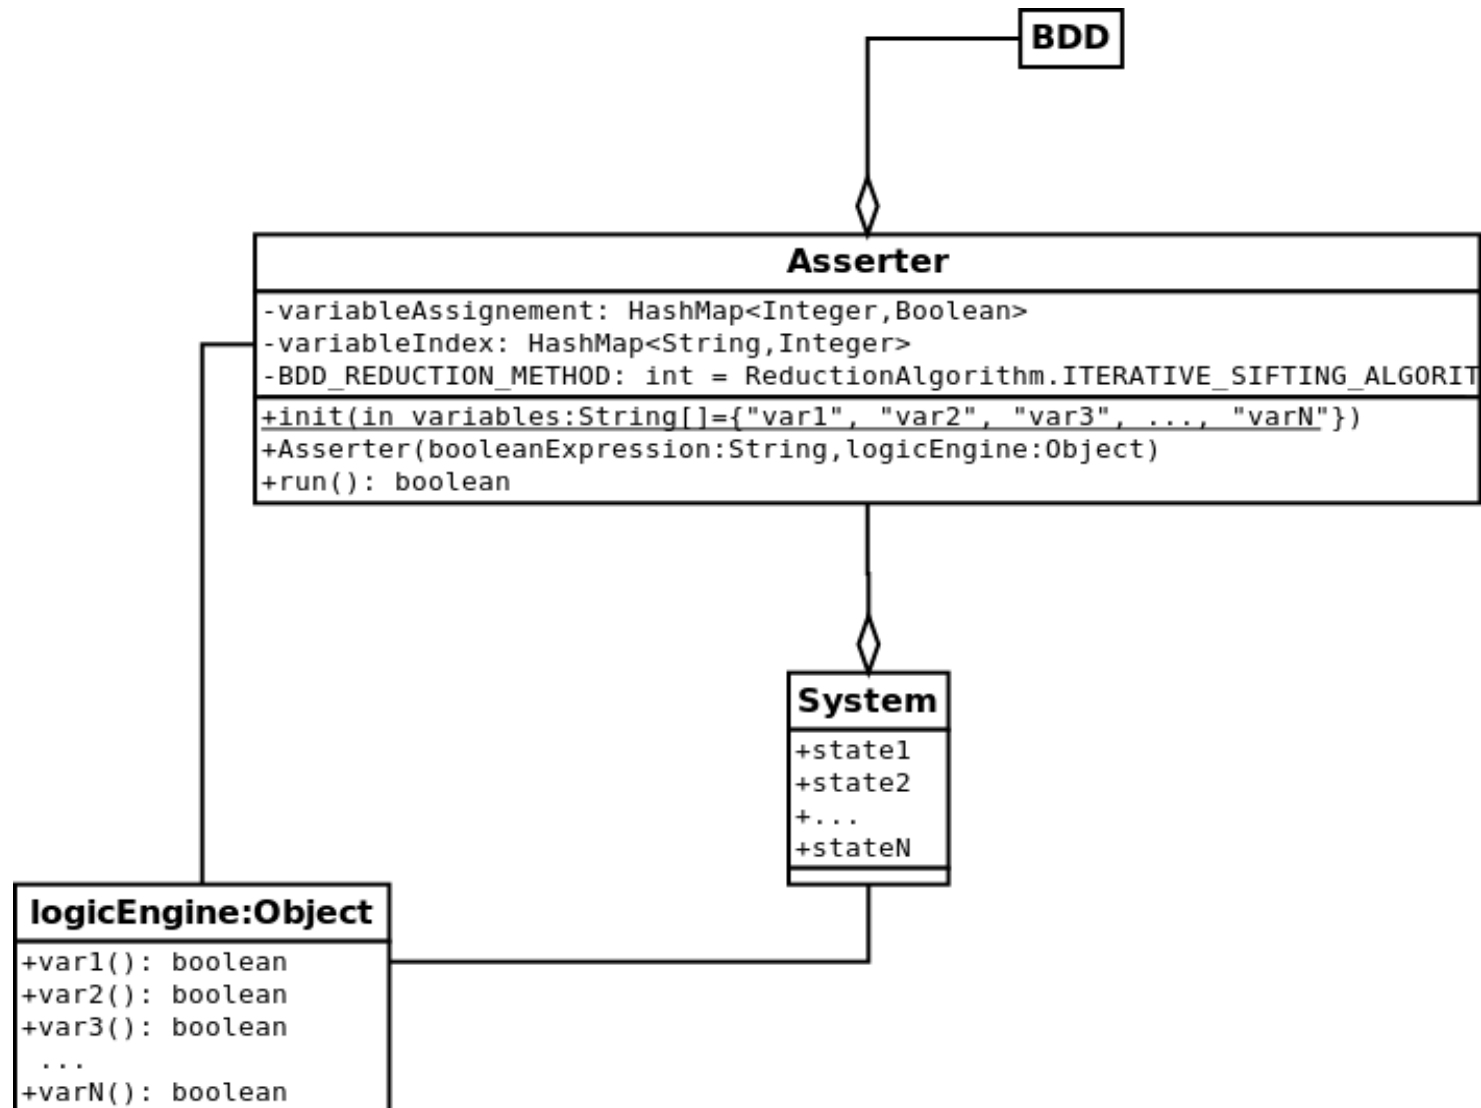 BDD
Asserter
-variableAssignement: HashMap<Integer,Boolean>
-variableIndex: HashMap<String,Integer>
-BDD_REDUCTION_METHOD: int = ReductionAlgorithm.ITERATIVE_SIFTING_ALGORIT
+init(in variables:String[]={"var1", "var2", "var3", ..., "varN"})
+Asserter(booleanExpression:String,logicEngine:Object)
+run(): boolean
System
+state1
+state2
+...
+stateN
logicEngine:Object
+var1(): boolean
+var2(): boolean
+var3(): boolean
...
+varN(): boolean